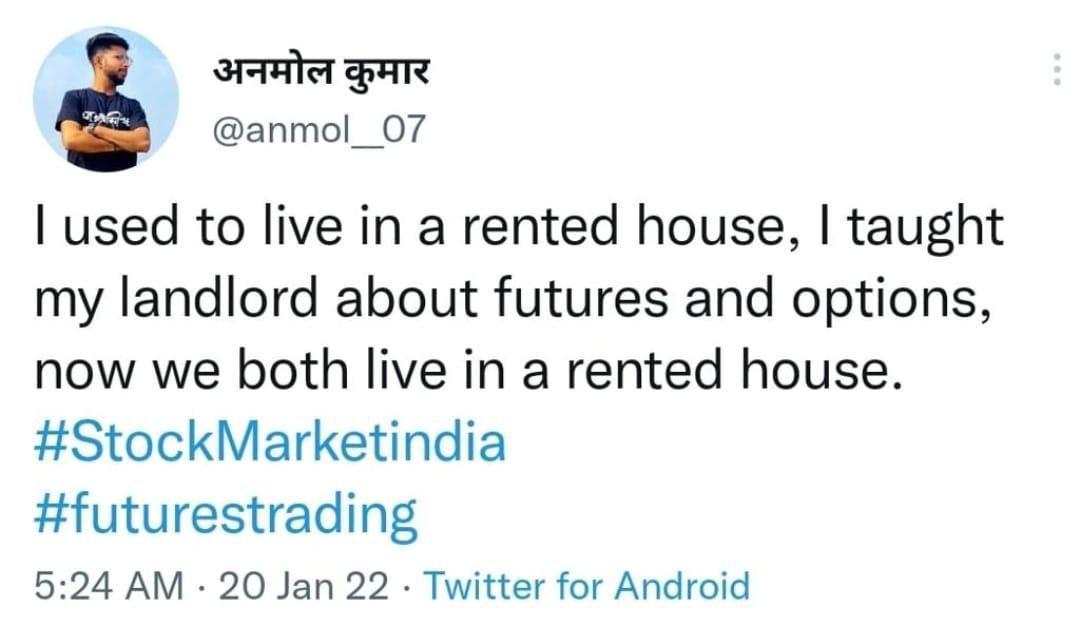 अनमोल कुमार
@anmol__07
I used to live in a rented house, I taught
my landlord about futures and options,
now we both live in a rented house.
#StockMarketindia
#futurestrading
5:24 AM · 20 Jan 22 · Twitter for Android